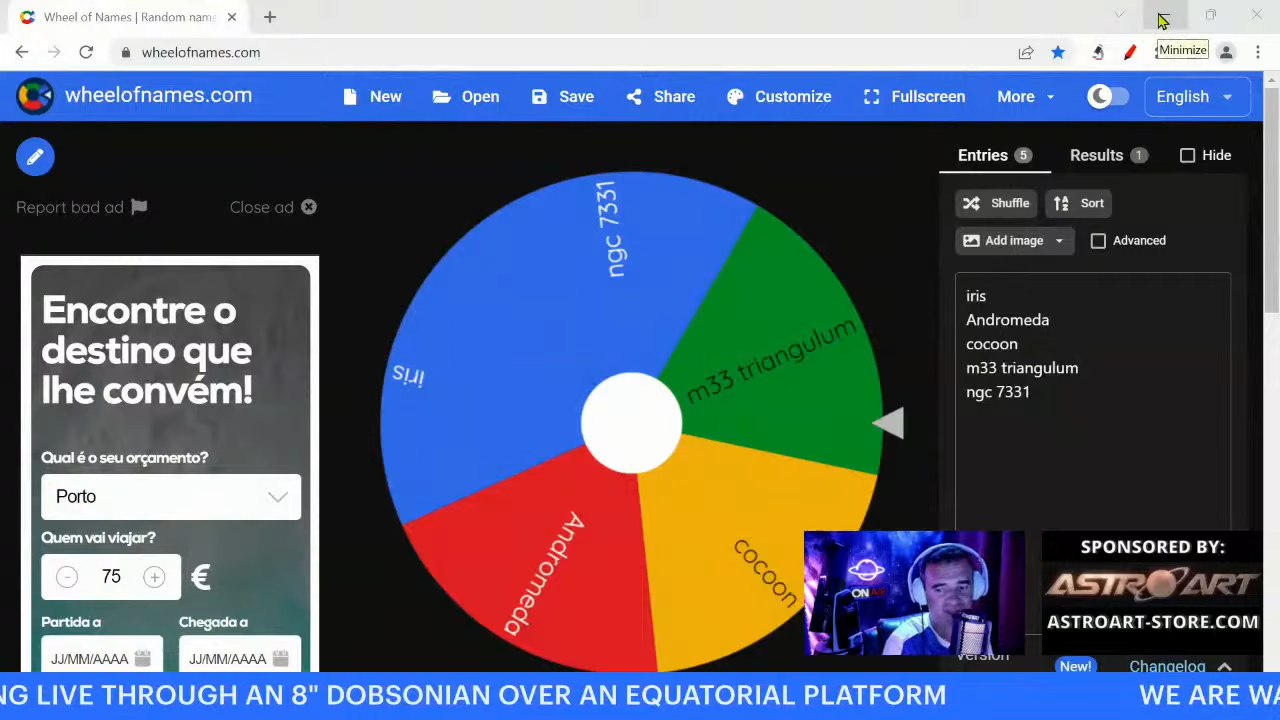 Wheel of Names | Random name
wheelofnames.com
Minimize
wheelofnames.com
New
Open
Save
Share
Customize
Fullscreen
More
English
Report bad ad
Close ad
Encontre o
destino que
lhe convém!
Qual é o seu orçamento?
Porto
Quem vai viajar?
75
€
Partida a
Chegada a
JJ/MM/AAAA
JJ/MM/AAAA
ngc 7331
m33 triangulum
iris
Andromeda
cocoon
Entries 5
Results 1
Hide
Shuffle
Sort
Add image
Advanced
iris
Andromeda
cocoon
m33 triangulum
ngc 7331
ON
SPONSORED BY:
ASTROART
ASTROART-STORE.COM
Version
New!
Changelog
NG LIVE THROUGH AN 8" DOBSONIAN OVER AN EQUATORIAL PLATFORM
WE ARE WA